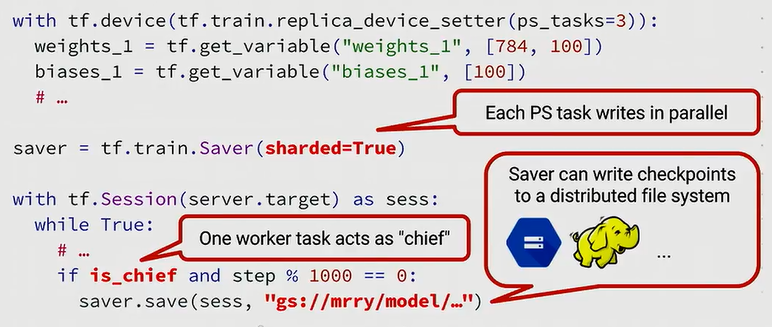 with tf.device(tf.train.replica_device_setter(ps_tasks=3)):
  weights_1 = tf.get_variable("weights_1", [784, 100])
  biases_1 = tf.get_variable("biases_1", [100])
  # …
Each PS task writes in parallel
saver = tf.train.Saver(sharded=True)
Saver can write checkpoints
to a distributed file system
...
with tf.Session(server.target) as sess:
  while True:
    # …
One worker task acts as "chief"
    if is_chief and step % 1000 == 0:
      saver.save(sess, "gs://mrry/model/…")